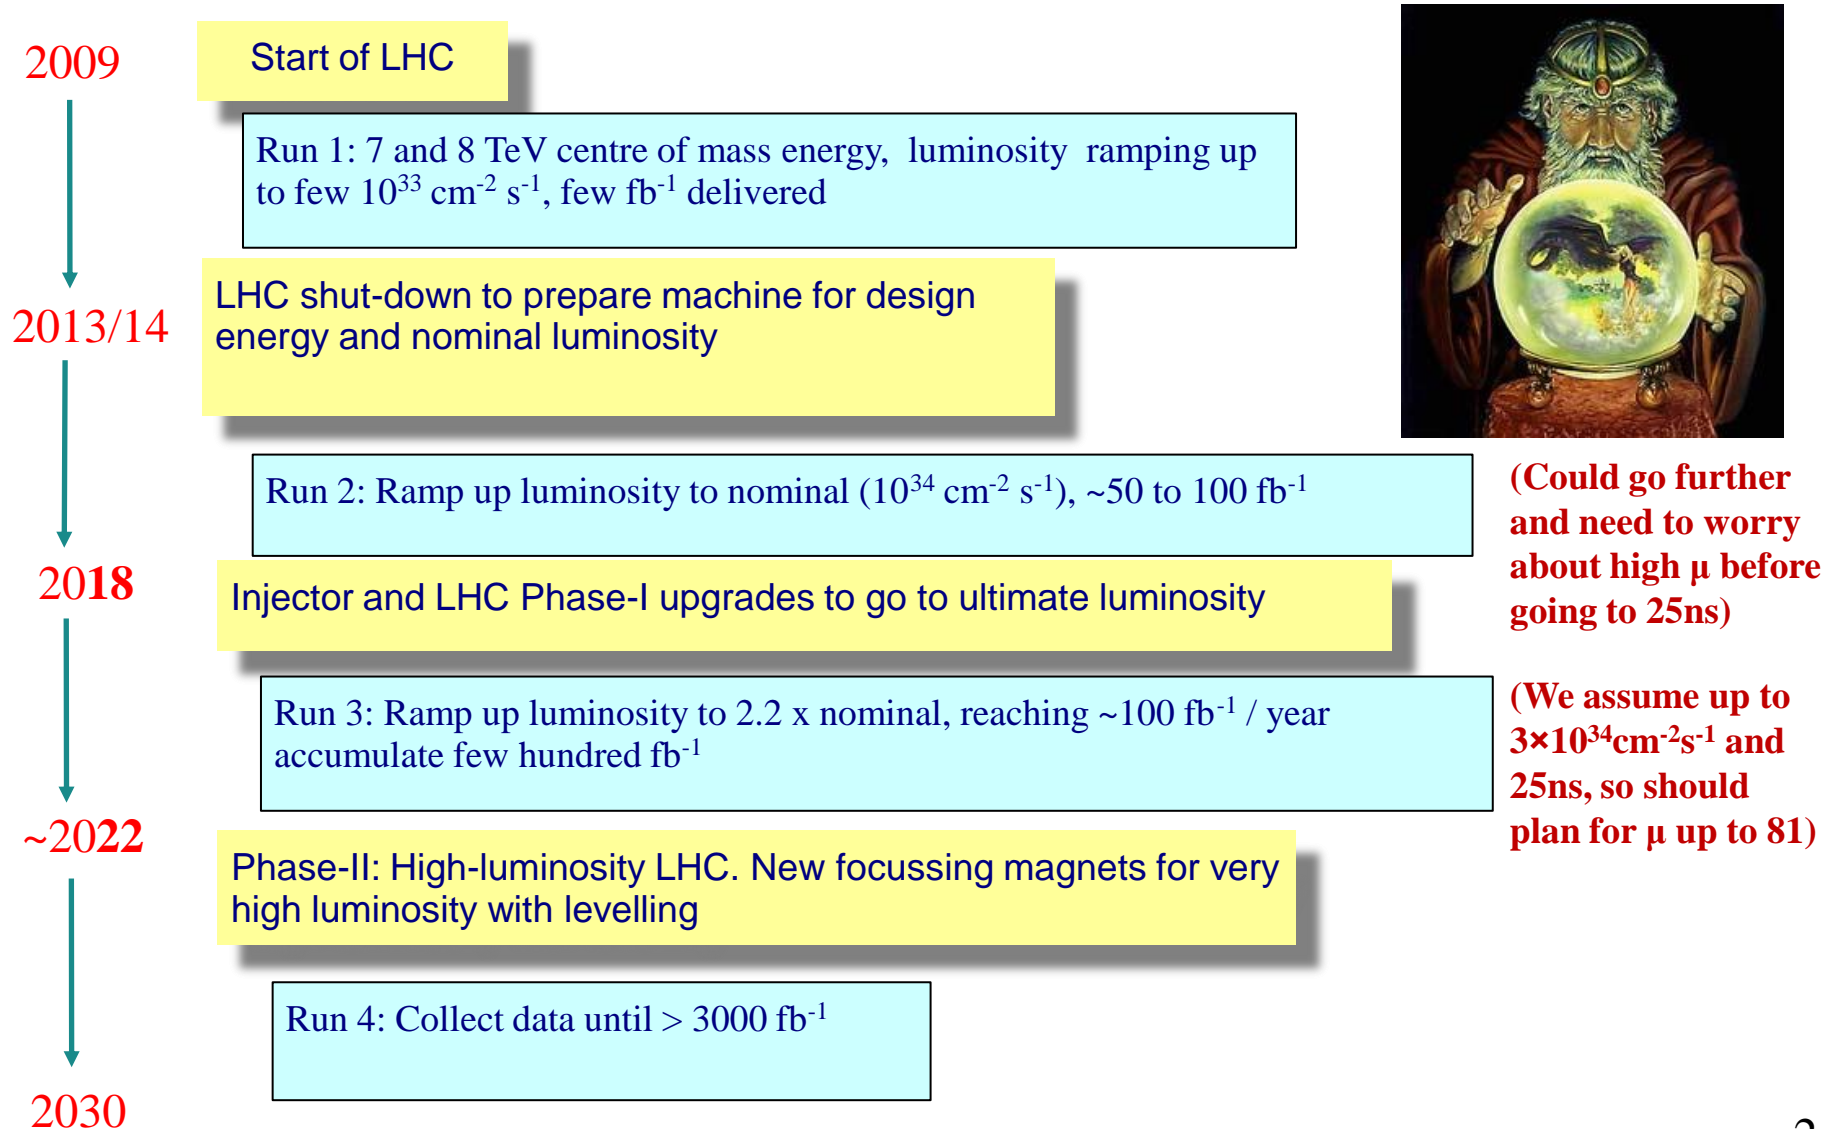 2009
Start of LHC
Run 1: 7 and 8 TeV centre of mass energy, luminosity ramping up
to few 10³³ cm⁻² s⁻¹, few fb⁻¹ delivered
2013/14
LHC shut-down to prepare machine for design
energy and nominal luminosity
Run 2: Ramp up luminosity to nominal (10³⁴ cm⁻² s⁻¹), ~50 to 100 fb⁻¹
(Could go further
and need to worry
about high µ before
going to 25ns)
2018
Injector and LHC Phase-I upgrades to go to ultimate luminosity
Run 3: Ramp up luminosity to 2.2 x nominal, reaching ~100 fb⁻¹ / year
accumulate few hundred fb⁻¹
(We assume up to
3×10³⁴cm⁻²s⁻¹ and
25ns, so should
plan for µ up to 81)
~2022
Phase-II: High-luminosity LHC. New focussing magnets for very
high luminosity with levelling
Run 4: Collect data until > 3000 fb⁻¹
2030